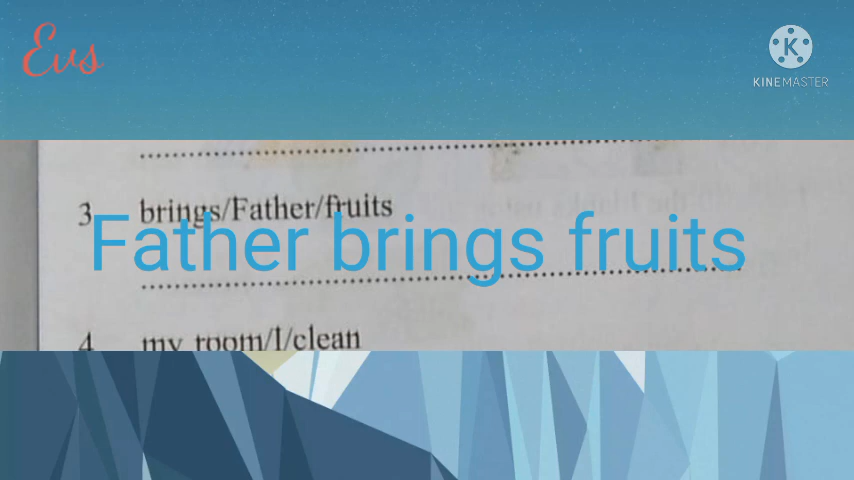 Evs
KINEMASTER
3 brings/Father/fruits
Father brings fruits
4 my room/I/clean